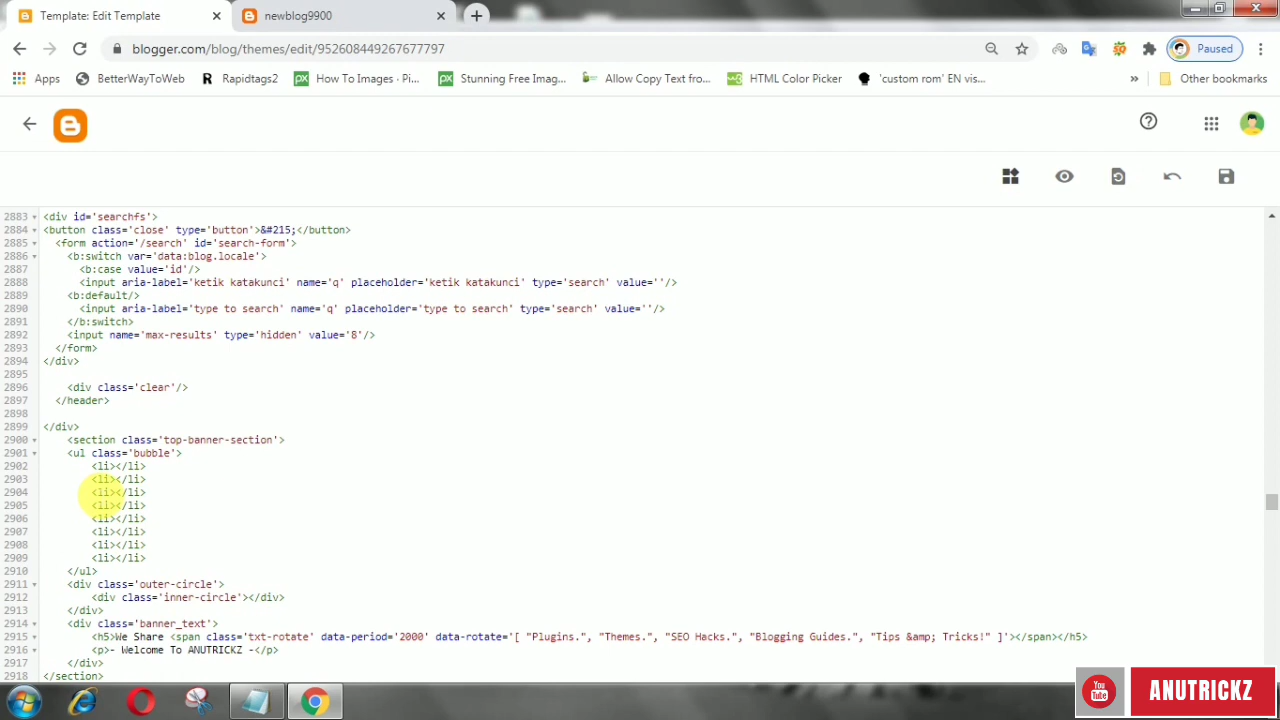 Template: Edit Template
newblog9900
blogger.com/blog/themes/edit/952608449267677797
Paused
Apps
BetterWayToWeb
Rapidtags2
How To Images - Pi...
Stunning Free Imag...
Allow Copy Text fro...
HTML Color Picker
'custom rom' EN vis...
»
Other bookmarks
2883 <div id='searchfs'>
2884 <button class='close' type='button'>&#215;</button>
2885 <form action='/search' id='search-form'>
2886 <b:switch var='data:blog.locale'>
2887 <b:case value='id'/>
2888 <input aria-label='ketik katakunci' name='q' placeholder='ketik katakunci' type='search' value=''/>
2889 <b:default/>
2890 <input aria-label='type to search' name='q' placeholder='type to search' type='search' value=''/>
2891 </b:switch>
2892 <input name='max-results' type='hidden' value='8'/>
2893 </form>
2894 </div>
2895
2896 <div class='clear'/>
2897 </header>
2898
2899 </div>
2900 <section class='top-banner-section'>
2901 <ul class='bubble'>
2902 <li></li>
2903 <li></li>
2904 <li></li>
2905 <li></li>
2906 <li></li>
2907 <li></li>
2908 <li></li>
2909 <li></li>
2910 </ul>
2911 <div class='outer-circle'>
2912 <div class='inner-circle'></div>
2913 </div>
2914 <div class='banner_text'>
2915 <h5>We Share <span class='txt-rotate' data-period='2000' data-rotate='[ "Plugins.", "Themes.", "SEO Hacks.", "Blogging Guides.", "Tips &amp; Tricks!" ]'></span></h5>
2916 <p>- Welcome To ANUTRICKZ -</p>
2917 </div>
2918 </section>
You
Tube
ANUTRICKZ